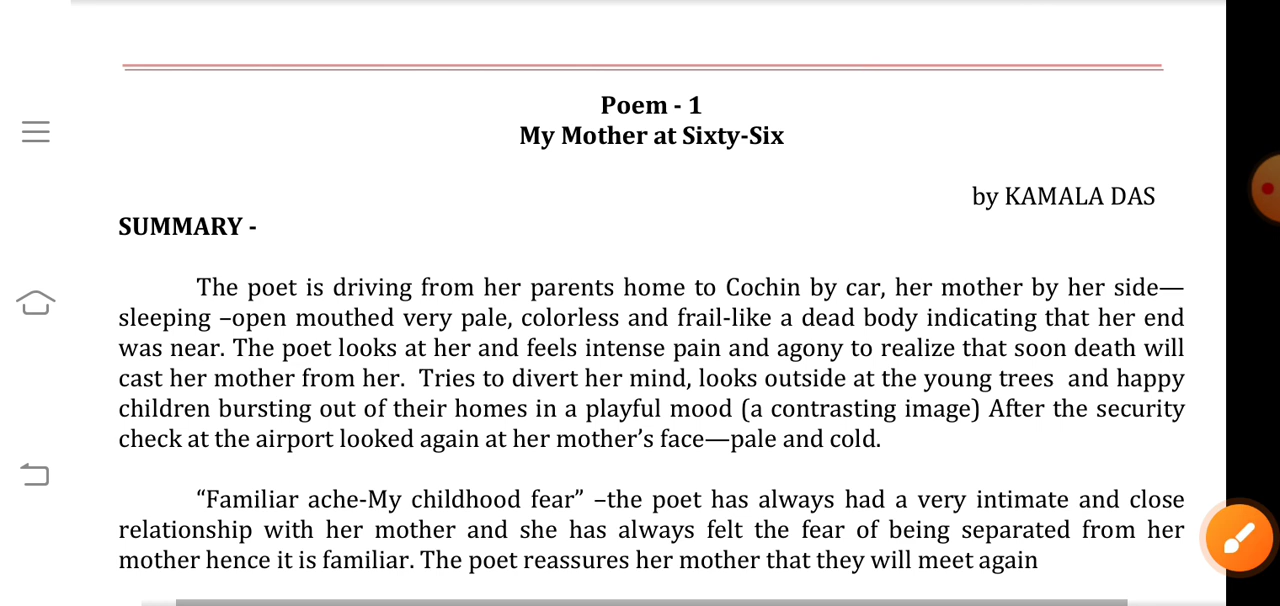 Poem - 1
My Mother at Sixty-Six
by KAMALA DAS
SUMMARY -
The poet is driving from her parents home to Cochin by car, her mother by her side—
sleeping –open mouthed very pale, colorless and frail-like a dead body indicating that her end
was near. The poet looks at her and feels intense pain and agony to realize that soon death will
cast her mother from her.  Tries to divert her mind, looks outside at the young trees  and happy
children bursting out of their homes in a playful mood (a contrasting image) After the security
check at the airport looked again at her mother’s face—pale and cold.
“Familiar ache-My childhood fear” –the poet has always had a very intimate and close
relationship with her mother and she has always felt the fear of being separated from her
mother hence it is familiar. The poet reassures her mother that they will meet again